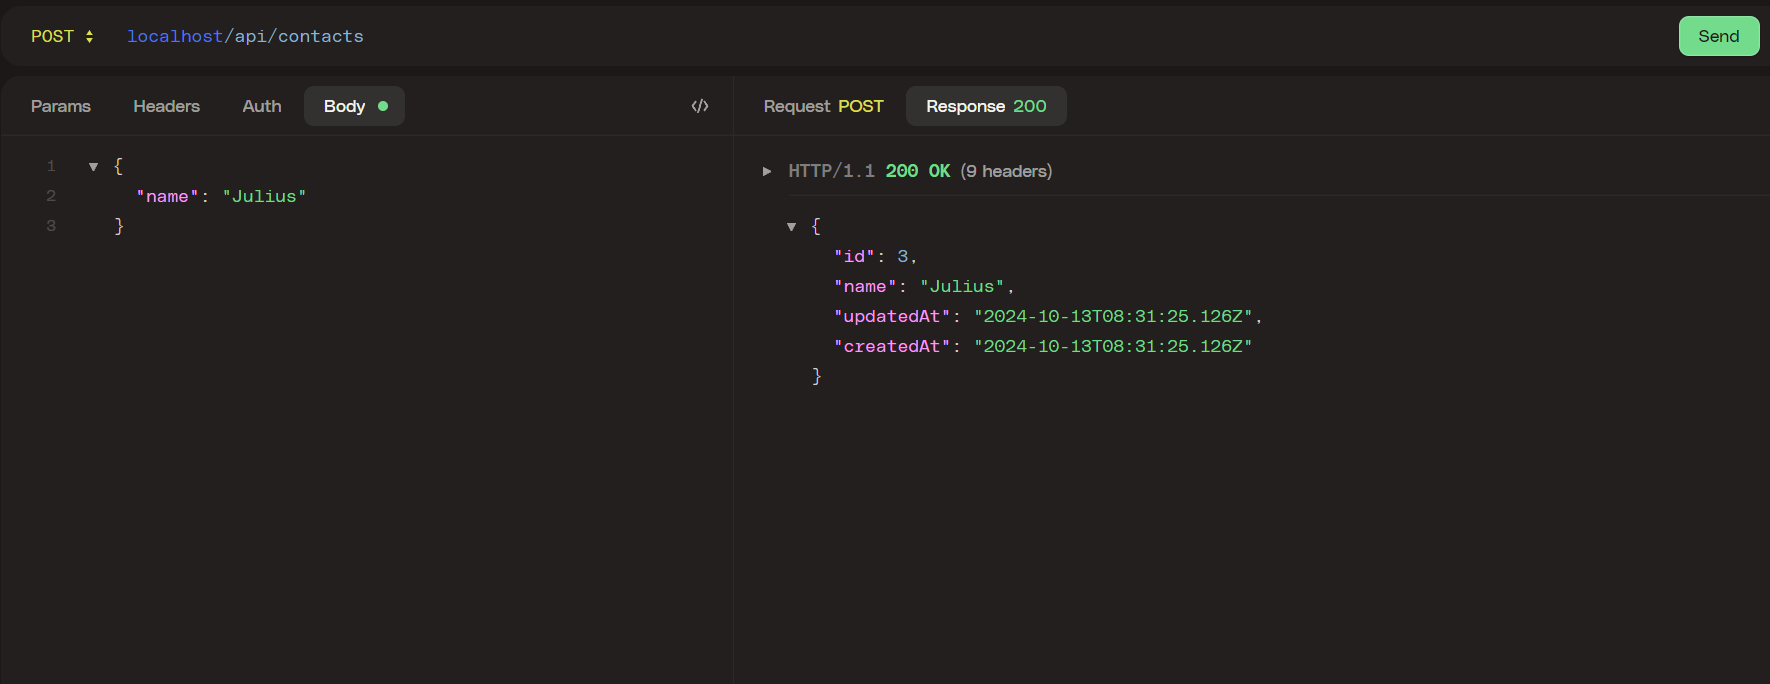 POST localhost/api/contacts Send
Params Headers Auth Body </>
1 {
2 "name": "Julius"
3 }
Request POST Response 200
HTTP/1.1 200 OK (9 headers)
{
"id": 3,
"name": "Julius",
"updatedAt": "2024-10-13T08:31:25.126Z",
"createdAt": "2024-10-13T08:31:25.126Z"
}